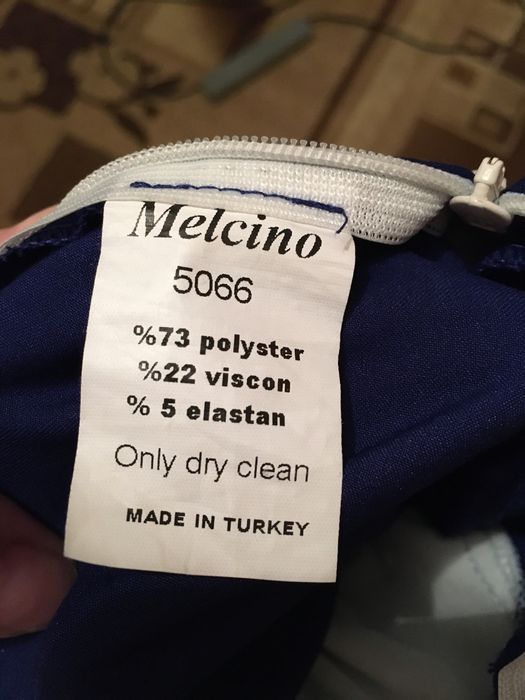 Melcino
5066
%73 polyster
%22 viscon
% 5 elastan
Only dry clean
MADE IN TURKEY